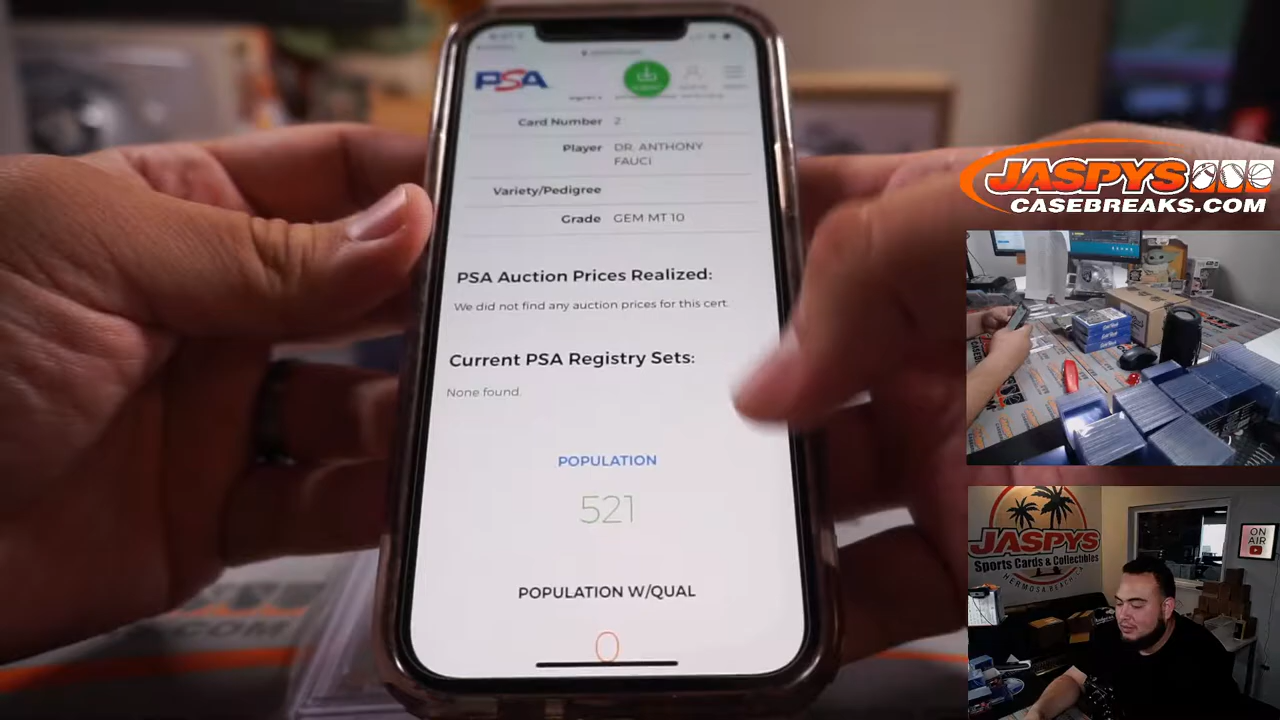 PSA
Card Number 2
Player DR. ANTHONY
FAUCI
Variety/Pedigree
Grade GEM MT 10
PSA Auction Prices Realized:
We did not find any auction prices for this cert.
Current PSA Registry Sets:
None found.
POPULATION
521
POPULATION W/QUAL
0
JASPYS
CASEBREAKS.COM
JASPYS
Sports Cards & Collectibles
HERMOSA BEACH, CA
ON
AIR